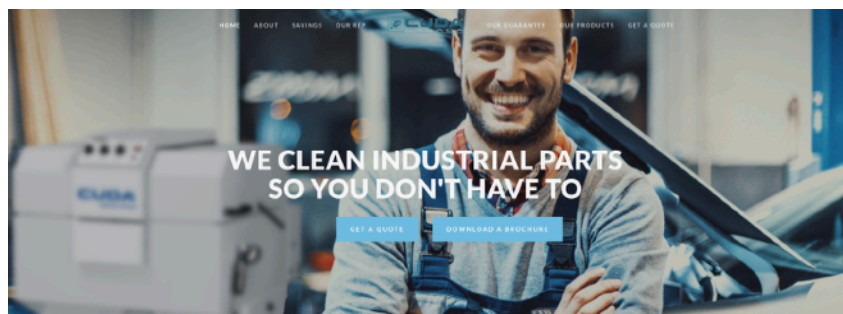 HOME ABOUT SAVINGS OUR REP CUDA OUR GUARANTEE OUR PRODUCTS GET A QUOTE
CUDA
WE CLEAN INDUSTRIAL PARTS
SO YOU DON'T HAVE TO
GET A QUOTE DOWNLOAD A BROCHURE